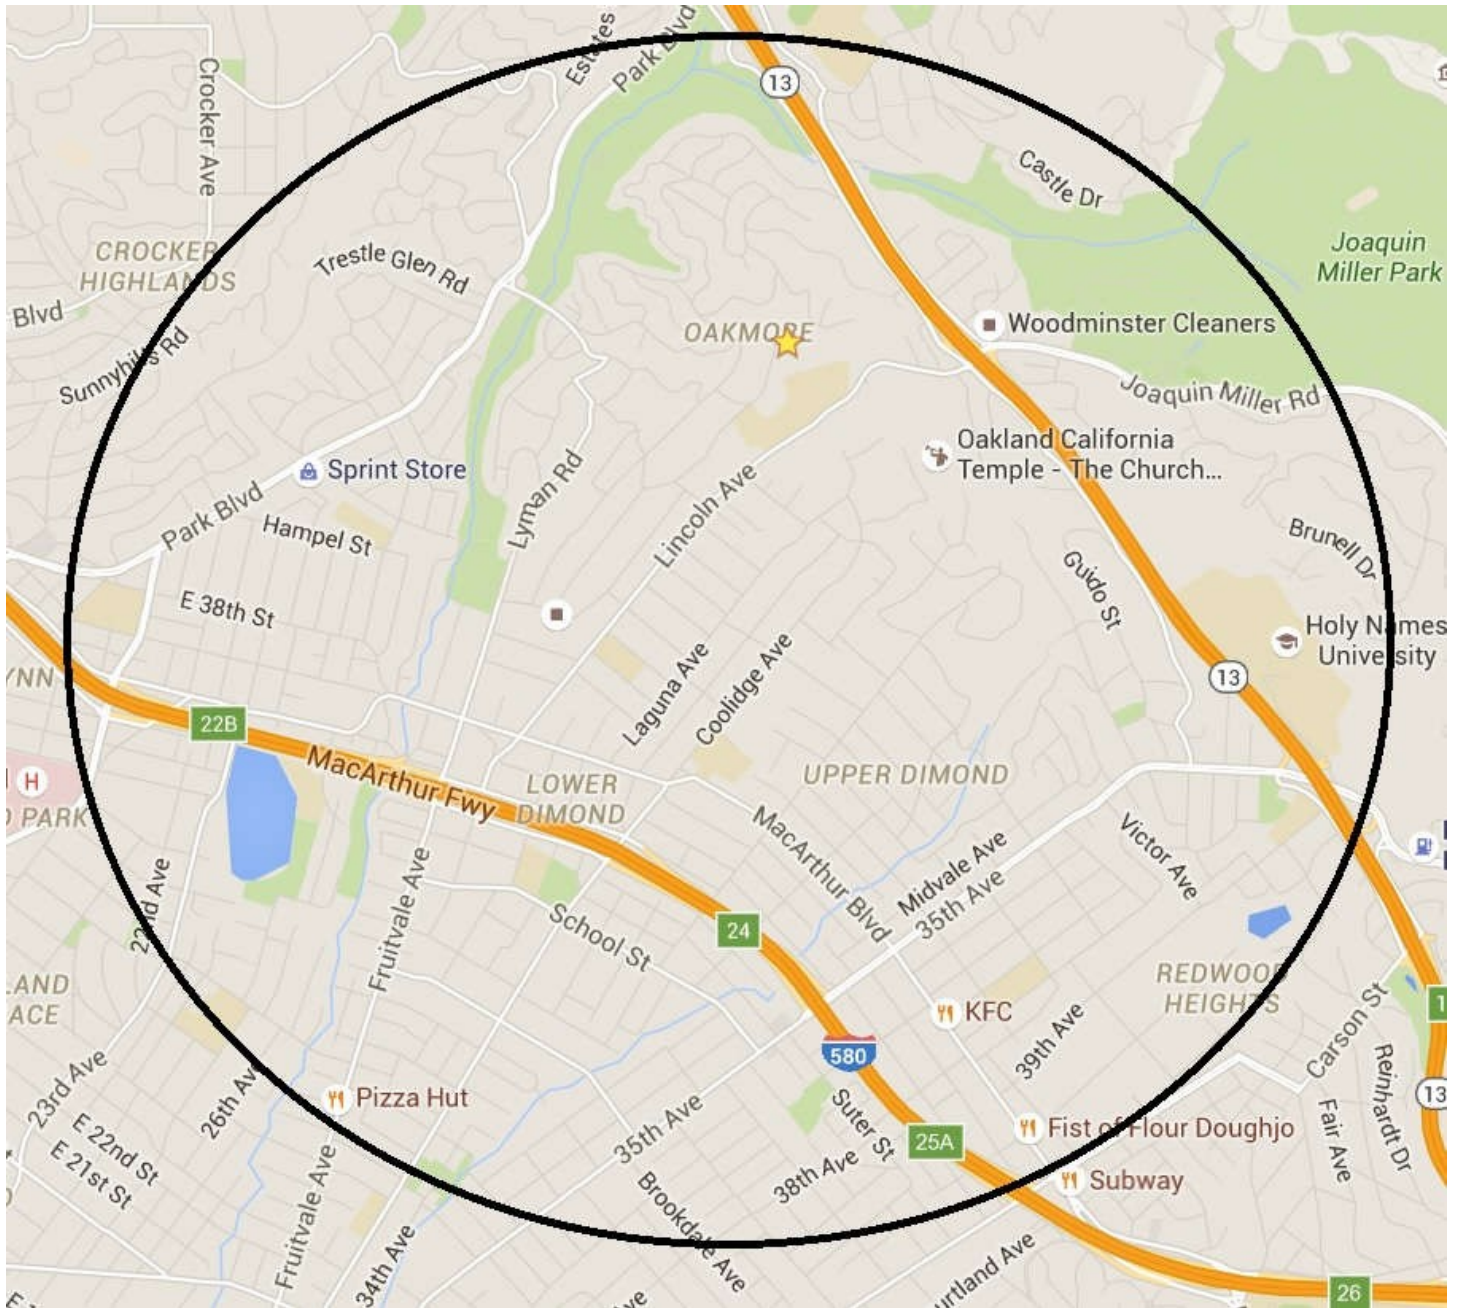 Estates
Park Blvd
13
Crocker Ave
Castle Dr
CROCKER
HIGHLANDS
Trestle Glen Rd
Joaquin
Miller Park
Blvd
Sunnyhills Rd
OAKMORE
Woodminster Cleaners
Joaquin Miller Rd
Oakland California
Temple - The Church...
Sprint Store
Park Blvd
Hampel St
Lyman Rd
Lincoln Ave
Brunell Dr
Guido St
E 38th St
Holy Names
University
YNN
Laguna Ave
Coolidge Ave
13
22B
MacArthur Fwy
LOWER
DIMOND
UPPER DIMOND
H
PARK
MacArthur Blvd
Midvale Ave
35th Ave
Victor Ave
22nd Ave
Fruitvale Ave
School St
24
LAND
ACE
REDWOOD
HEIGHTS
KFC
39th Ave
Carson St
Reinhardt Dr
1
580
13
23rd Ave
26th Ave
Pizza Hut
35th Ave
Suter St
25A
Fist of Flour Doughjo
Fair Ave
E 22nd St
E 21st St
38th Ave
Subway
Fruitvale Ave
34th Ave
Brookdale Ave
urtland Ave
26